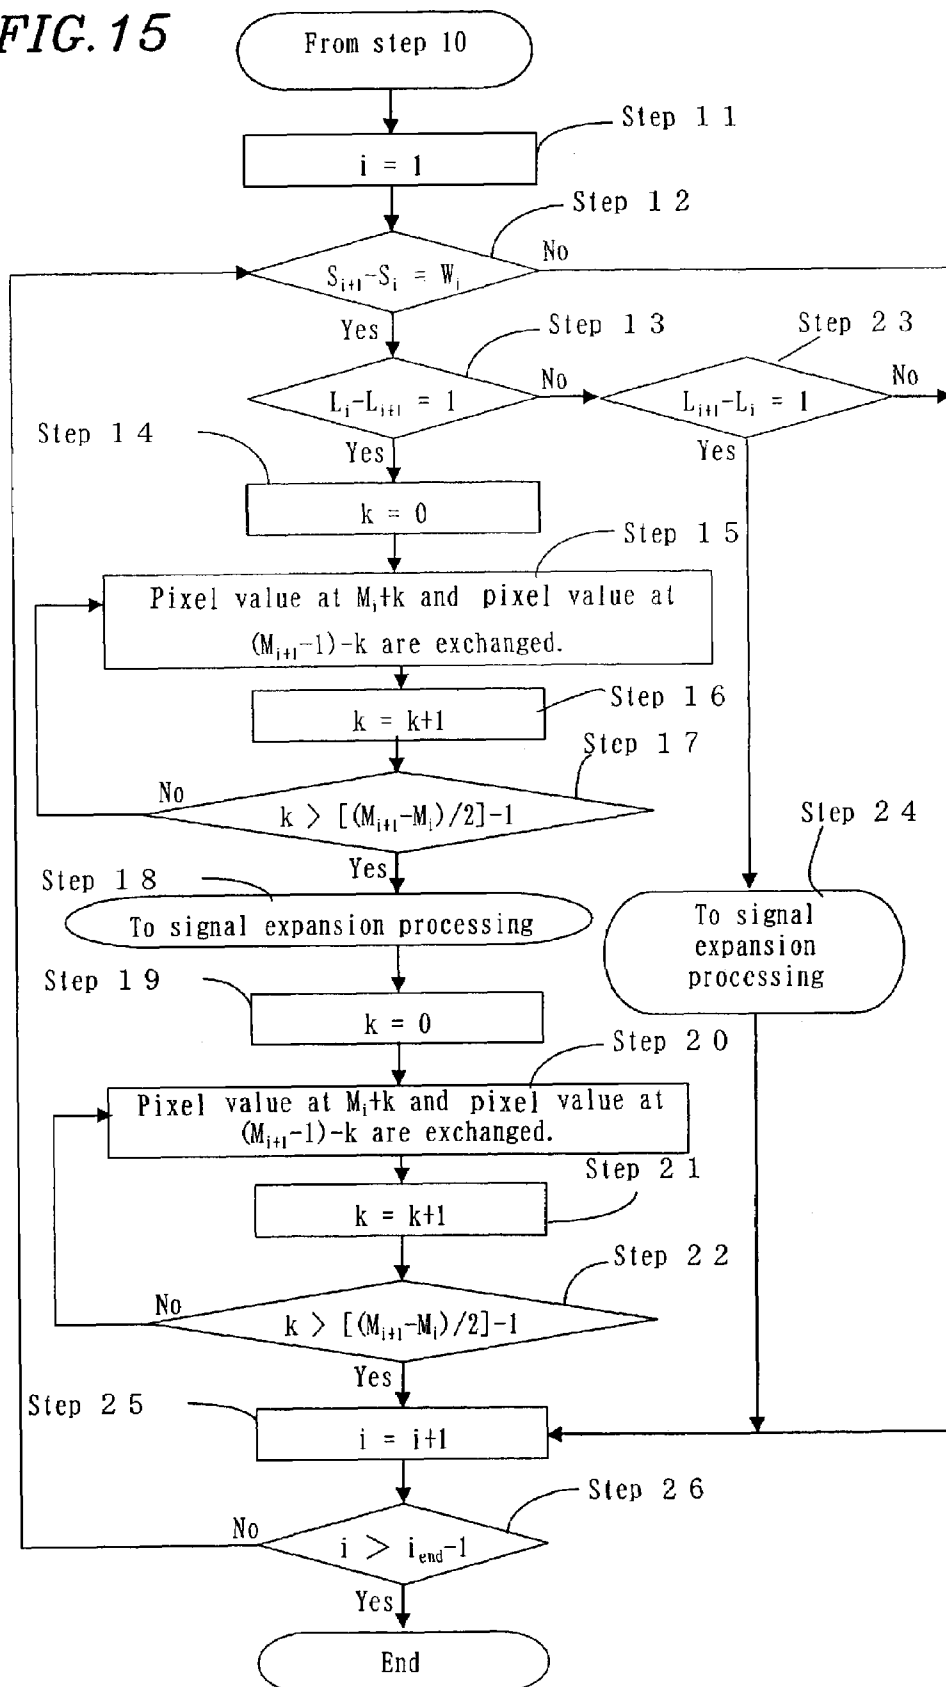 FIG.15
From step 10
Step 11
i = 1
Step 12
S_{i+1}-S_i = W_i
No
Yes
Step 13
L_i-L_{i+1} = 1
No
Step 23
L_{i+1}-L_i = 1
No
Yes
Yes
Step 14
k = 0
Step 15
Pixel value at M_i+k and pixel value at
(M_{i+1}-1)-k are exchanged.
Step 16
k = k+1
Step 17
No
k > [(M_{i+1}-M_i)/2]-1
Yes
Step 24
To signal
expansion
processing
Step 18
To signal expansion processing
Step 19
k = 0
Step 20
Pixel value at M_i+k and pixel value at
(M_{i+1}-1)-k are exchanged.
Step 21
k = k+1
Step 22
No
k > [(M_{i+1}-M_i)/2]-1
Yes
Step 25
i = i+1
Step 26
No
i > i_{end}-1
Yes
End